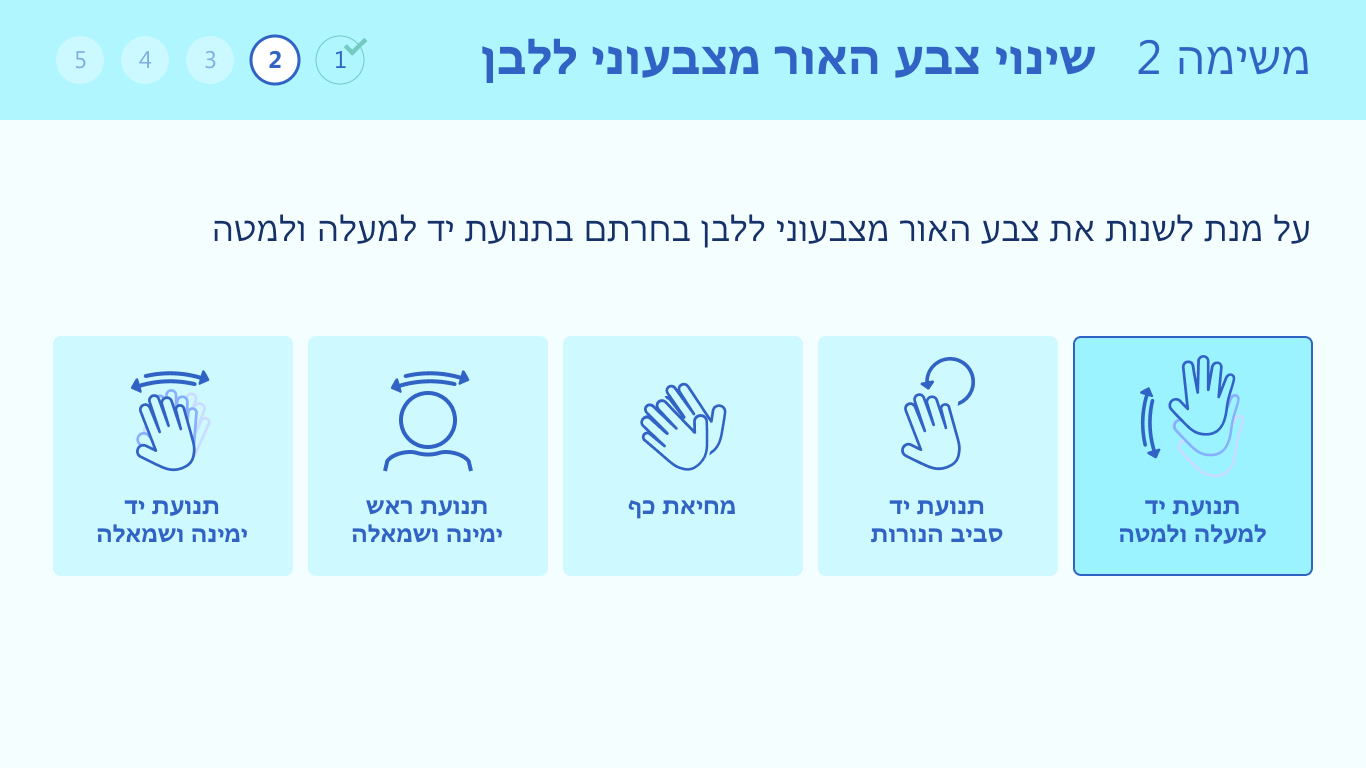 משימה 2 שינוי צבע האור מצבעוני ללבן
1 2 3 4 5
על מנת לשנות את צבע האור מצבעוני ללבן בחרתם בתנועת יד למעלה ולמטה
תנועת יד
למעלה ולמטה
תנועת יד
סביב הנורות
מחיאת כף
תנועת ראש
ימינה ושמאלה
תנועת יד
ימינה ושמאלה